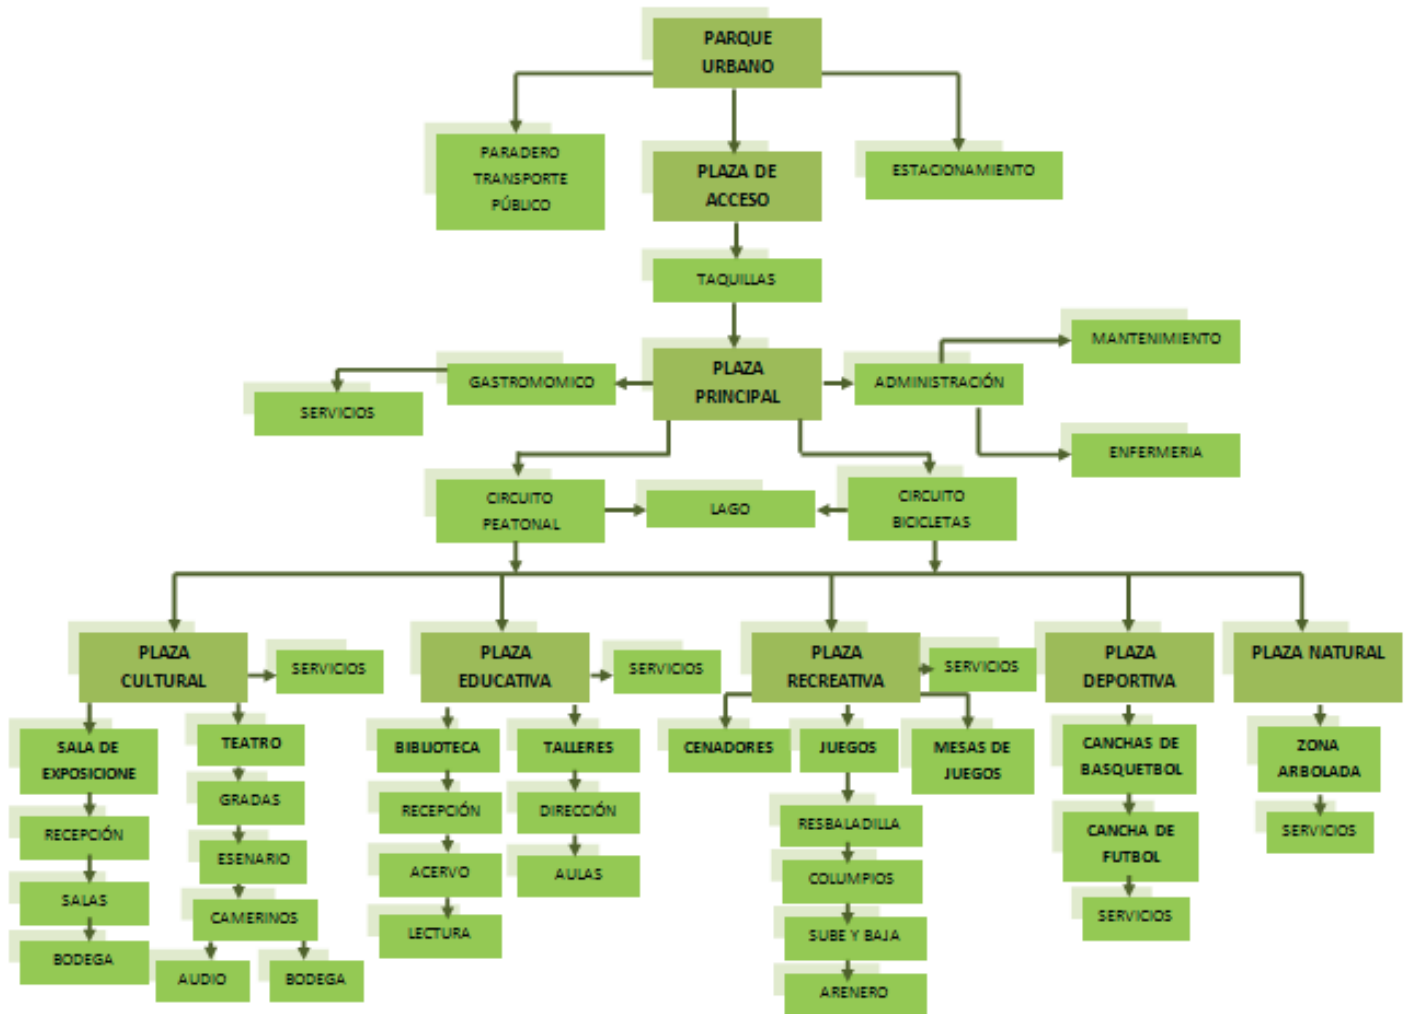 PARQUE
URBANO
PARADERO
TRANSPORTE
PÚBLICO
PLAZA DE
ACCESO
ESTACIONAMIENTO
TAQUILLAS
MANTENIMIENTO
PLAZA
PRINCIPAL
GASTROMOMICO
ADMINISTRACIÓN
SERVICIOS
ENFERMERIA
CIRCUITO
PEATONAL
LAGO
CIRCUITO
BICICLETAS
PLAZA
CULTURAL
SERVICIOS
PLAZA
EDUCATIVA
SERVICIOS
PLAZA
RECREATIVA
SERVICIOS
PLAZA
DEPORTIVA
PLAZA NATURAL
SALA DE
EXPOSICIONE
RECEPCIÓN
SALAS
BODEGA
TEATRO
GRADAS
ESENARIO
CAMERINOS
AUDIO
BODEGA
BIBLIOTECA
RECEPCIÓN
ACERVO
LECTURA
TALLERES
DIRECCIÓN
AULAS
CENADORES
JUEGOS
RESBALADILLA
COLUMPIOS
SUBE Y BAJA
ARENERO
MESAS DE
JUEGOS
CANCHAS DE
BASQUETBOL
CANCHA DE
FUTBOL
SERVICIOS
ZONA
ARBOLADA
SERVICIOS